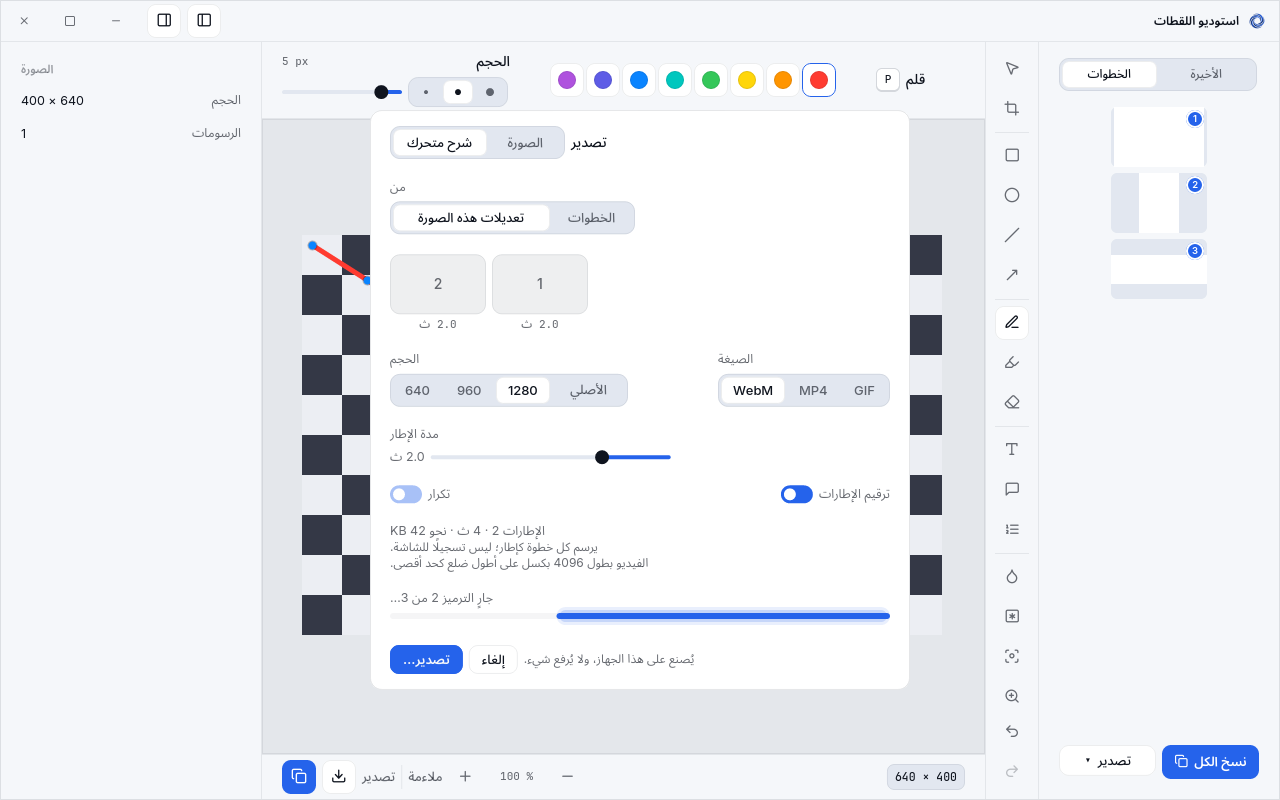 استوديو اللقطات
الأخيرة
الخطوات
1
2
3
نسخ الكل
تصدير
قلم
P
الحجم
5 px
الصورة
الحجم
640 × 400
الرسومات
1
تصدير
الصورة
شرح متحرك
من
الخطوات
تعديلات هذه الصورة
1
2
2.0 ث
2.0 ث
الصيغة
الحجم
GIF
MP4
WebM
الأصلي
1280
960
640
مدة الإطار
2.0 ث
ترقيم الإطارات
تكرار
الإطارات 2 · 4 ث · نحو 42 KB
يرسم كل خطوة كإطار؛ ليس تسجيلًا للشاشة.
الفيديو بطول 4096 بكسل على أطول ضلع كحد أقصى.
جارٍ الترميز 2 من 3…
يُصنع على هذا الجهاز، ولا يُرفع شيء.
إلغاء
تصدير…
640 × 400
100 %
ملاءمة
تصدير